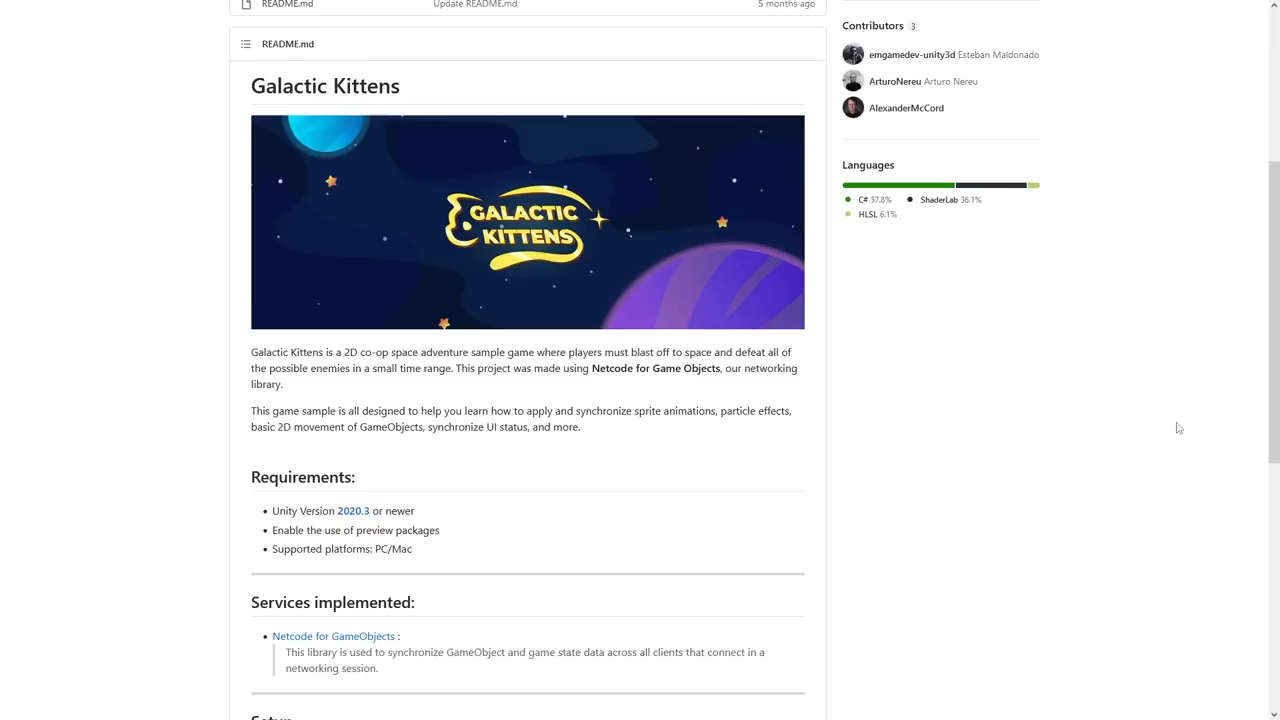 README.md Update README.md 5 months ago
README.md
Galactic Kittens
GALACTIC
KITTENS
Galactic Kittens is a 2D co-op space adventure sample game where players must blast off to space and defeat all of
the possible enemies in a small time range. This project was made using Netcode for Game Objects, our networking
library.
This game sample is all designed to help you learn how to apply and synchronize sprite animations, particle effects,
basic 2D movement of GameObjects, synchronize UI status, and more.
Requirements:
• Unity Version 2020.3 or newer
• Enable the use of preview packages
• Supported platforms: PC/Mac
Services implemented:
• Netcode for GameObjects :
This library is used to synchronize GameObject and game state data across all clients that connect in a
networking session.
Setup
Contributors 3
emgamedev-unity3d Esteban Maldonado
ArturoNereu Arturo Nereu
AlexanderMcCord
Languages
C# 57.8% ShaderLab 36.1%
HLSL 6.1%